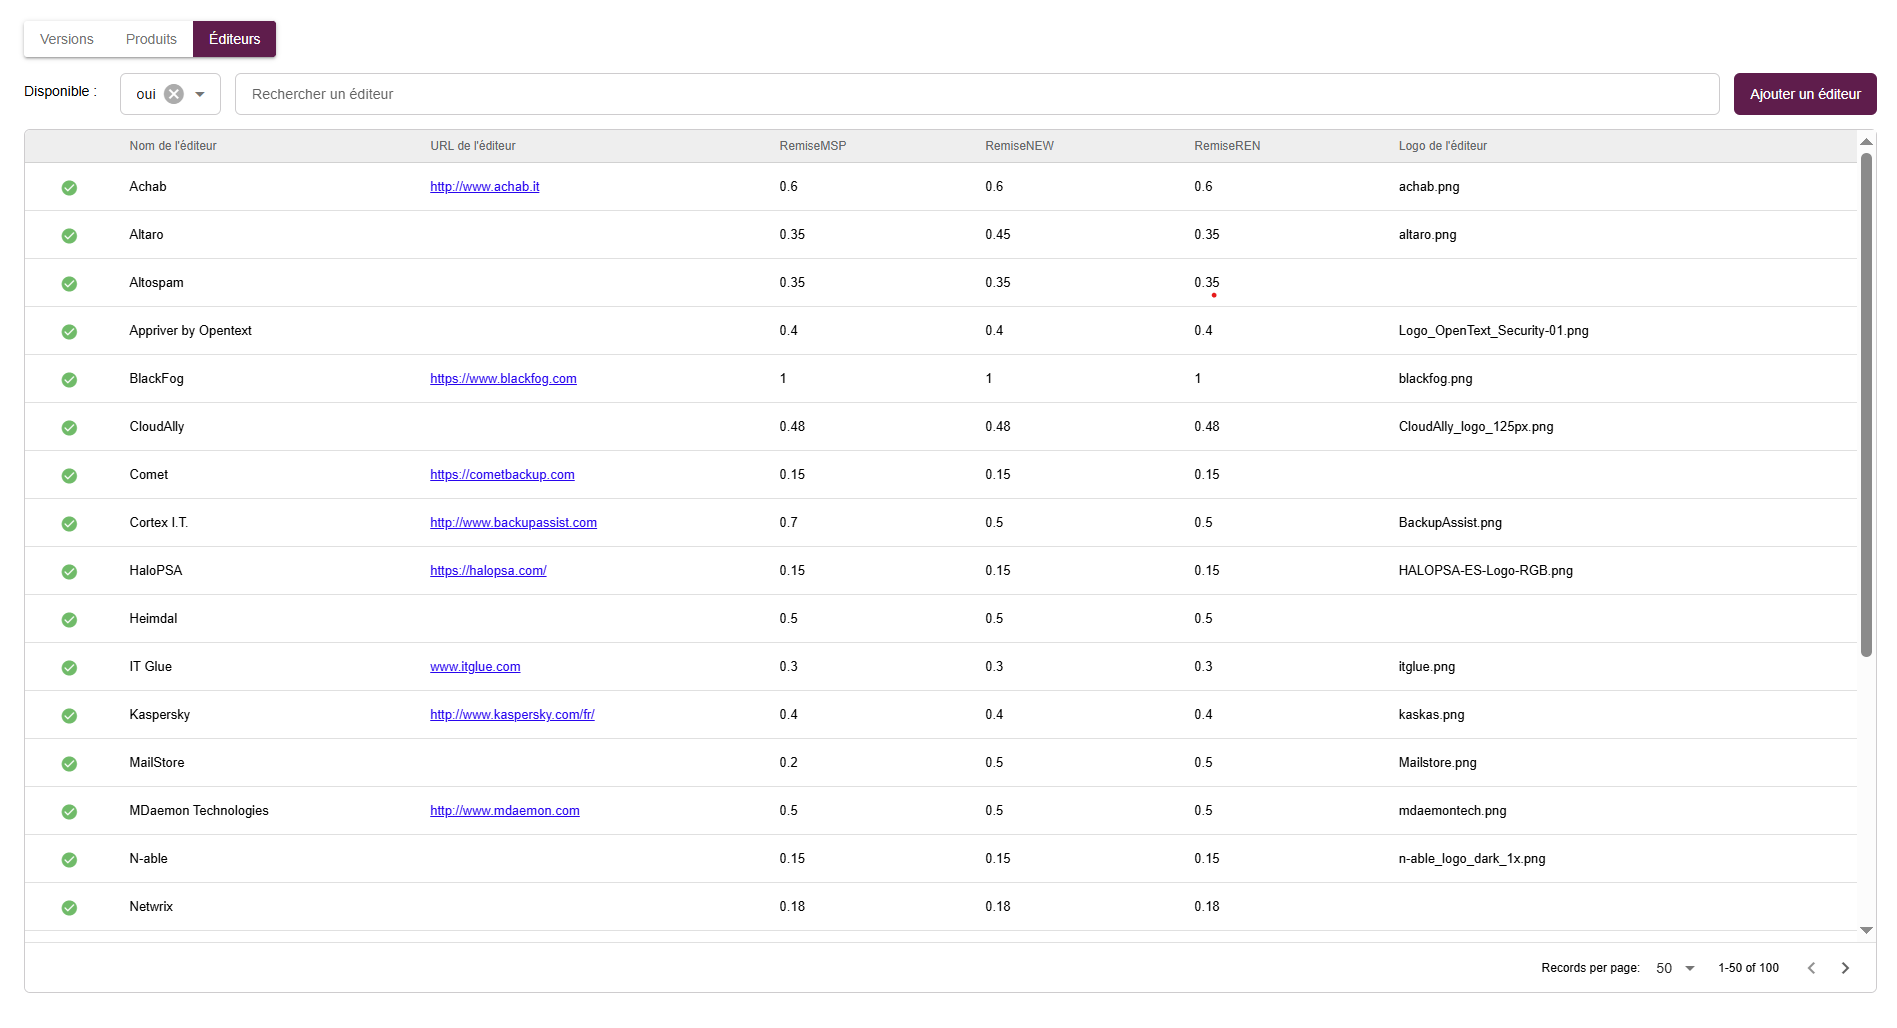 Versions Produits Éditeurs
Disponible : oui Rechercher un éditeur Ajouter un éditeur
Nom de l'éditeur URL de l'éditeur RemiseMSP RemiseNEW RemiseREN Logo de l'éditeur
Achab http://www.achab.it 0.6 0.6 0.6 achab.png
Altaro 0.35 0.45 0.35 altaro.png
Altospam 0.35 0.35 0.35
Appriver by Opentext 0.4 0.4 0.4 Logo_OpenText_Security-01.png
BlackFog https://www.blackfog.com 1 1 1 blackfog.png
CloudAlly 0.48 0.48 0.48 CloudAlly_logo_125px.png
Comet https://cometbackup.com 0.15 0.15 0.15
Cortex I.T. http://www.backupassist.com 0.7 0.5 0.5 BackupAssist.png
HaloPSA https://halopsa.com/ 0.15 0.15 0.15 HALOPSA-ES-Logo-RGB.png
Heimdal 0.5 0.5 0.5
IT Glue www.itglue.com 0.3 0.3 0.3 itglue.png
Kaspersky http://www.kaspersky.com/fr/ 0.4 0.4 0.4 kaskas.png
MailStore 0.2 0.5 0.5 Mailstore.png
MDaemon Technologies http://www.mdaemon.com 0.5 0.5 0.5 mdaemontech.png
N-able 0.15 0.15 0.15 n-able_logo_dark_1x.png
Netwrix 0.18 0.18 0.18
Records per page: 50 1-50 of 100